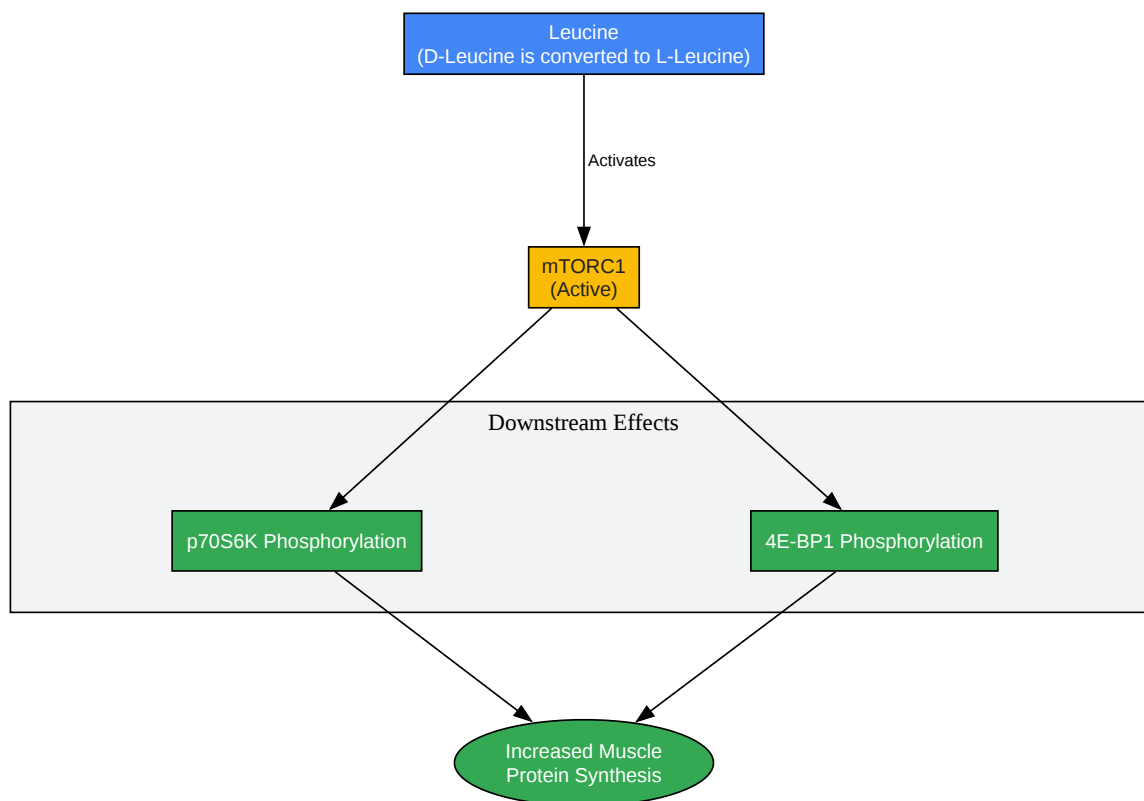 Leucine
(D-Leucine is converted to L-Leucine)
Activates
mTORC1
(Active)
Downstream Effects
p70S6K Phosphorylation
4E-BP1 Phosphorylation
Increased Muscle
Protein Synthesis